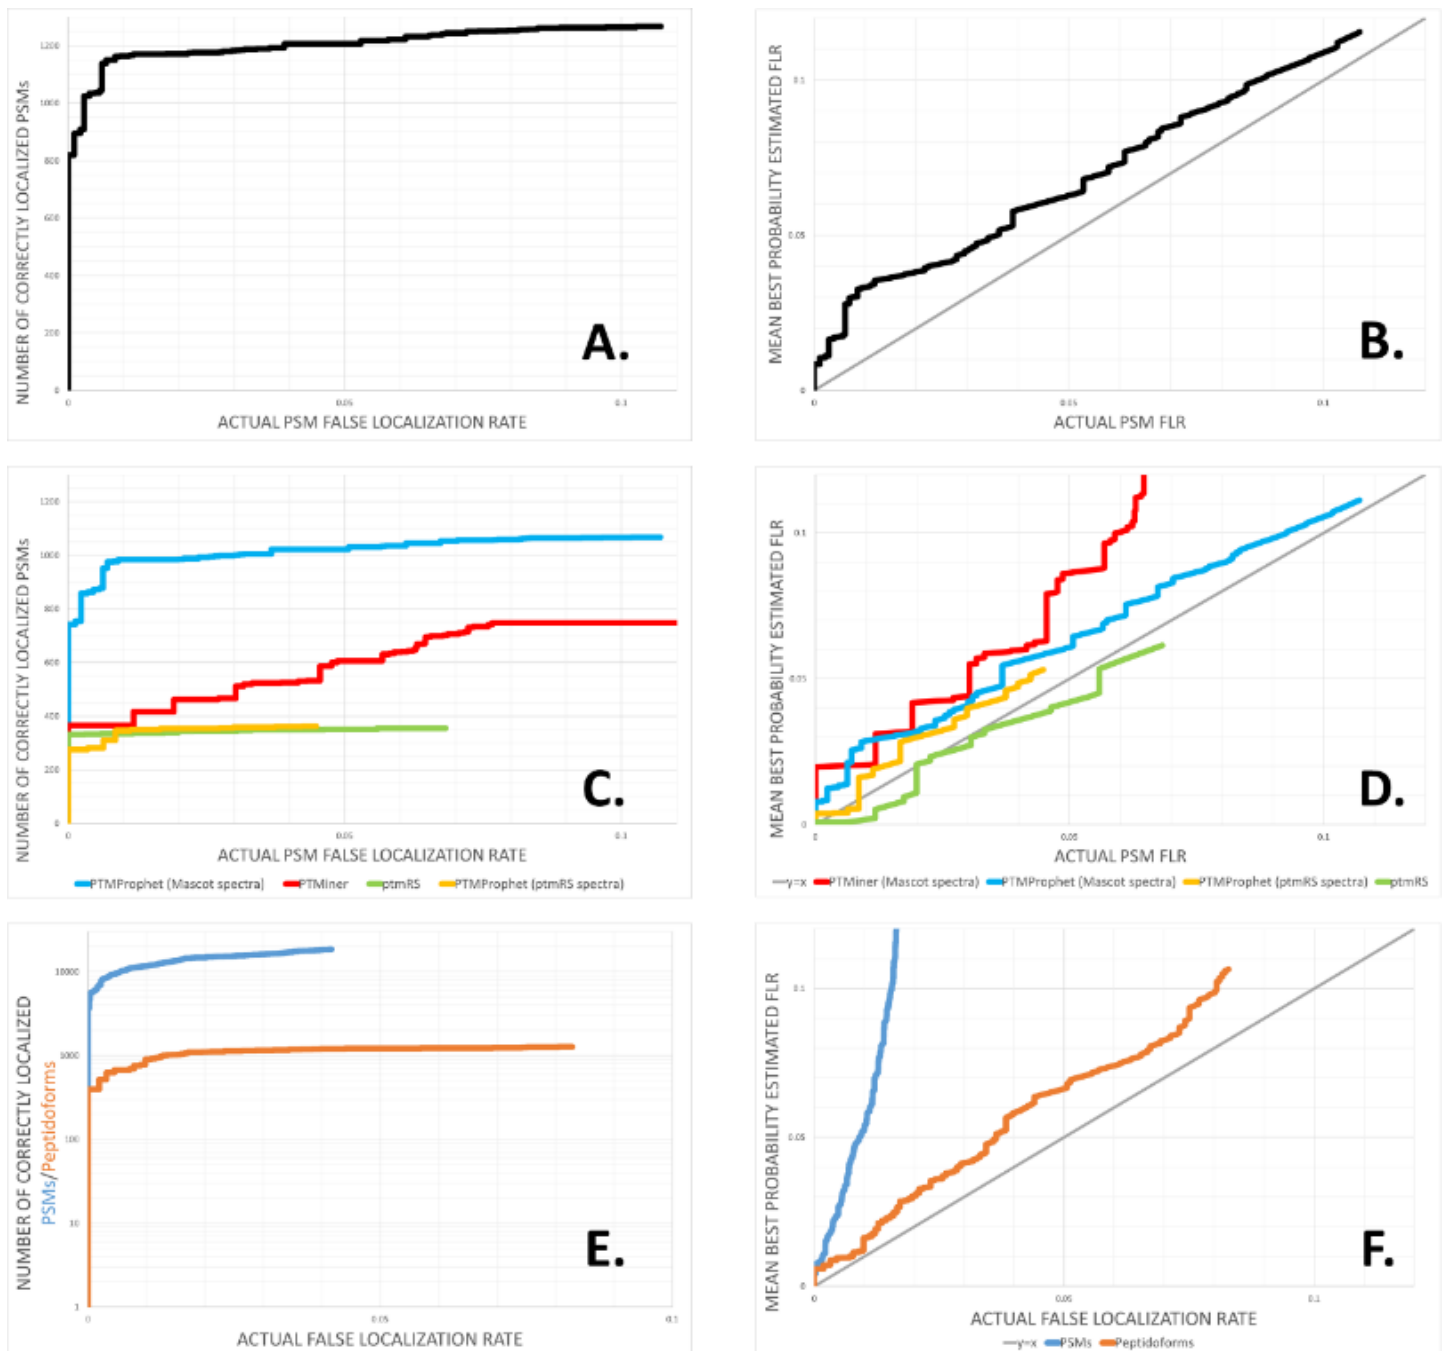 NUMBER OF CORRECTLY LOCALIZED PSMs
1200
1000
800
600
400
200
0
0
0.05
0.1
ACTUAL PSM FALSE LOCALIZATION RATE
A.
MEAN BEST PROBABILITY ESTIMATED FLR
0.1
0.05
0
0
0.05
0.1
ACTUAL PSM FLR
B.
NUMBER OF CORRECTLY LOCALIZED PSMs
1200
1000
800
600
400
200
0
0
0.05
0.1
ACTUAL PSM FALSE LOCALIZATION RATE
C.
PTMProphet (Mascot spectra) PTMiner ptmRS PTMProphet (ptmRS spectra)
MEAN BEST PROBABILITY ESTIMATED FLR
0.1
0.05
0
0
0.05
0.1
ACTUAL PSM FLR
D.
y=x PTMiner (Mascot spectra) PTMProphet (Mascot spectra) PTMProphet (ptmRS spectra) ptmRS
NUMBER OF CORRECTLY LOCALIZED
PSMs/Peptidoforms
10000
1000
100
10
1
0
0.05
0.1
ACTUAL FALSE LOCALIZATION RATE
E.
MEAN BEST PROBABILITY ESTIMATED FLR
0.1
0.05
0
0
0.05
0.1
ACTUAL FALSE LOCALIZATION RATE
F.
y=x PSMs Peptidoforms